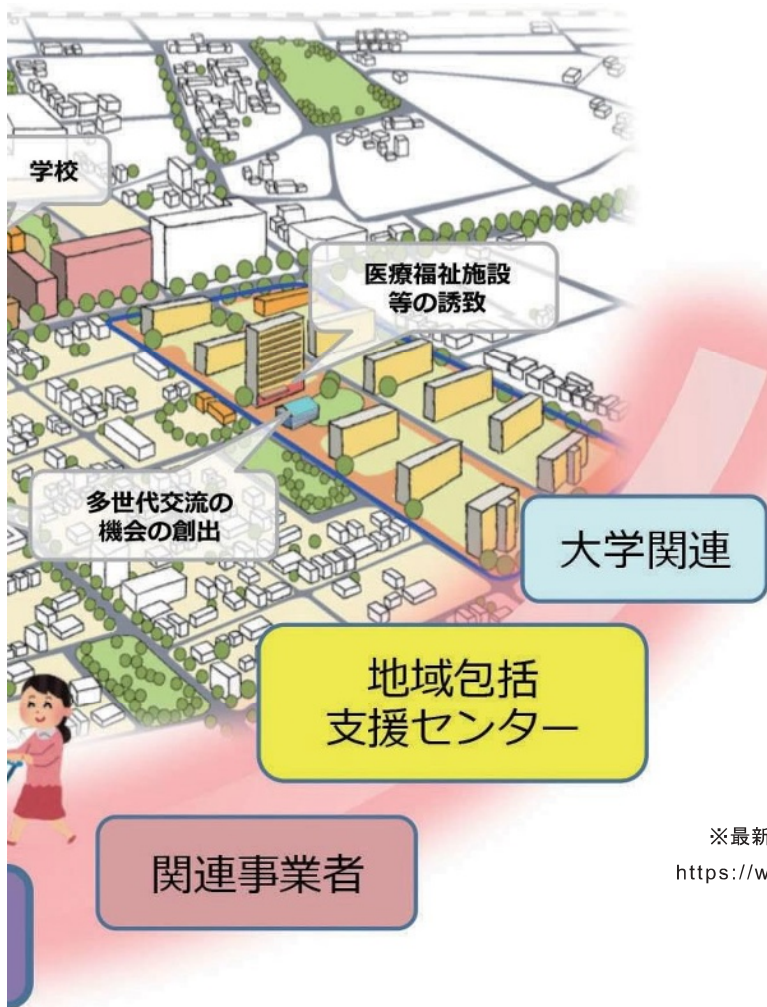 学校
医療福祉施設
等の誘致
多世代交流の
機会の創出
大学関連
地域包括
支援センター
関連事業者
※最新
https://w